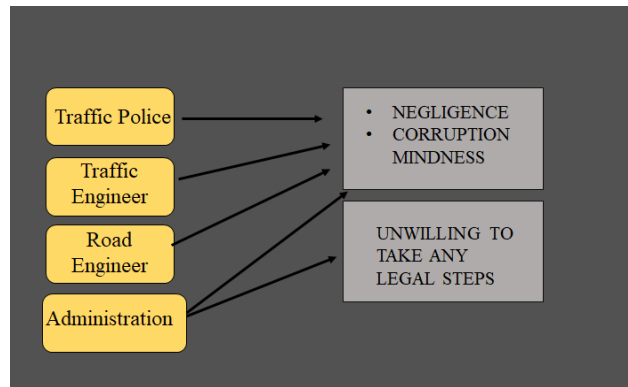 Traffic Police
Traffic
Engineer
Road
Engineer
Administration
• NEGLIGENCE
• CORRUPTION
MINDNESS
UNWILLING TO
TAKE ANY
LEGAL STEPS